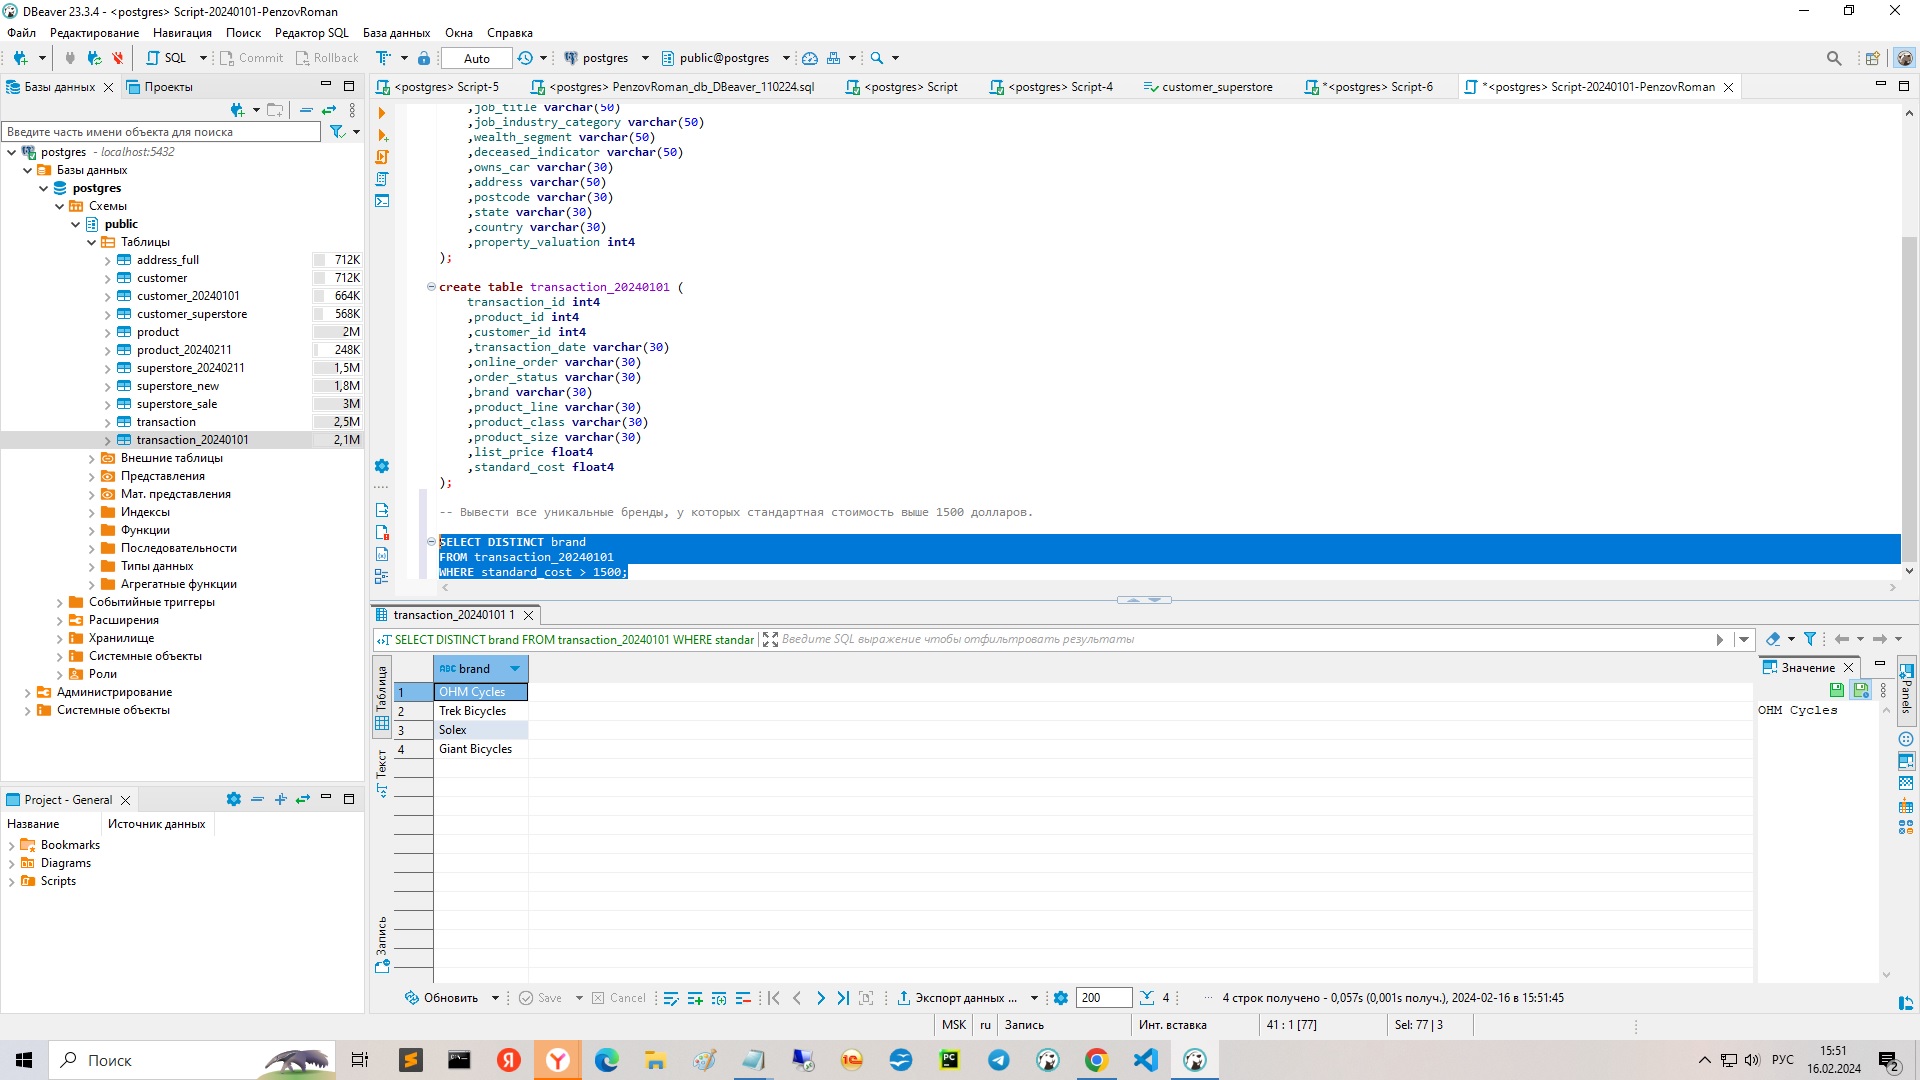 DBeaver 23.3.4 - <postgres> Script-20240101-PenzovRoman
Файл Редактирование Навигация Поиск Редактор SQL База данных Окна Справка
SQL Commit Rollback Auto postgres public@postgres
Базы данных Проекты
Введите часть имени объекта для поиска
postgres - localhost:5432
Базы данных
postgres
Схемы
public
Таблицы
address_full 712K
customer 712K
customer_20240101 664K
customer_superstore 568K
product 2M
product_20240211 248K
superstore_20240211 1,5M
superstore_new 1,8M
superstore_sale 3M
transaction 2,5M
transaction_20240101 2,1M
Внешние таблицы
Представления
Мат. представления
Индексы
Функции
Последовательности
Типы данных
Агрегатные функции
Событийные триггеры
Расширения
Хранилище
Системные объекты
Роли
Администрирование
Системные объекты
Project - General
Название Источник данных
Bookmarks
Diagrams
Scripts
<postgres> Script-5 <postgres> PenzovRoman_db_DBeaver_110224.sql <postgres> Script <postgres> Script-4 customer_superstore *<postgres> Script-6 *<postgres> Script-20240101-PenzovRoman
,job_title varchar(50)
,job_industry_category varchar(50)
,wealth_segment varchar(50)
,deceased_indicator varchar(50)
,owns_car varchar(30)
,address varchar(50)
,postcode varchar(30)
,state varchar(30)
,country varchar(30)
,property_valuation int4
);
create table transaction_20240101 (
transaction_id int4
,product_id int4
,customer_id int4
,transaction_date varchar(30)
,online_order varchar(30)
,order_status varchar(30)
,brand varchar(30)
,product_line varchar(30)
,product_class varchar(30)
,product_size varchar(30)
,list_price float4
,standard_cost float4
);
-- Вывести все уникальные бренды, у которых стандартная стоимость выше 1500 долларов.
SELECT DISTINCT brand
FROM transaction_20240101
WHERE standard_cost > 1500;
transaction_20240101 1
SELECT DISTINCT brand FROM transaction_20240101 WHERE standar Введите SQL выражение чтобы отфильтровать результаты
Таблица
Текст
Запись
ABC brand
1 OHM Cycles
2 Trek Bicycles
3 Solex
4 Giant Bicycles
Значение
OHM Cycles
Panels
Обновить Save Cancel Экспорт данных ... 200 4 4 строк получено - 0,057s (0,001s получ.), 2024-02-16 в 15:51:45
MSK ru Запись Инт. вставка 41 : 1 [77] Sel: 77 | 3
Поиск
РУС
15:51
16.02.2024
2